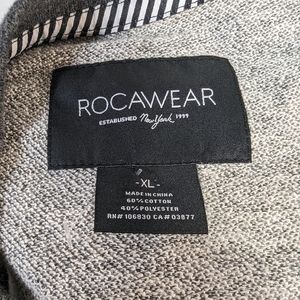 ROCAWEAR
ESTABLISHED New York 1999
-XL-
MADE IN CHINA
60% COTTON
40% POLYESTER
RN# 106830 CA# 03877